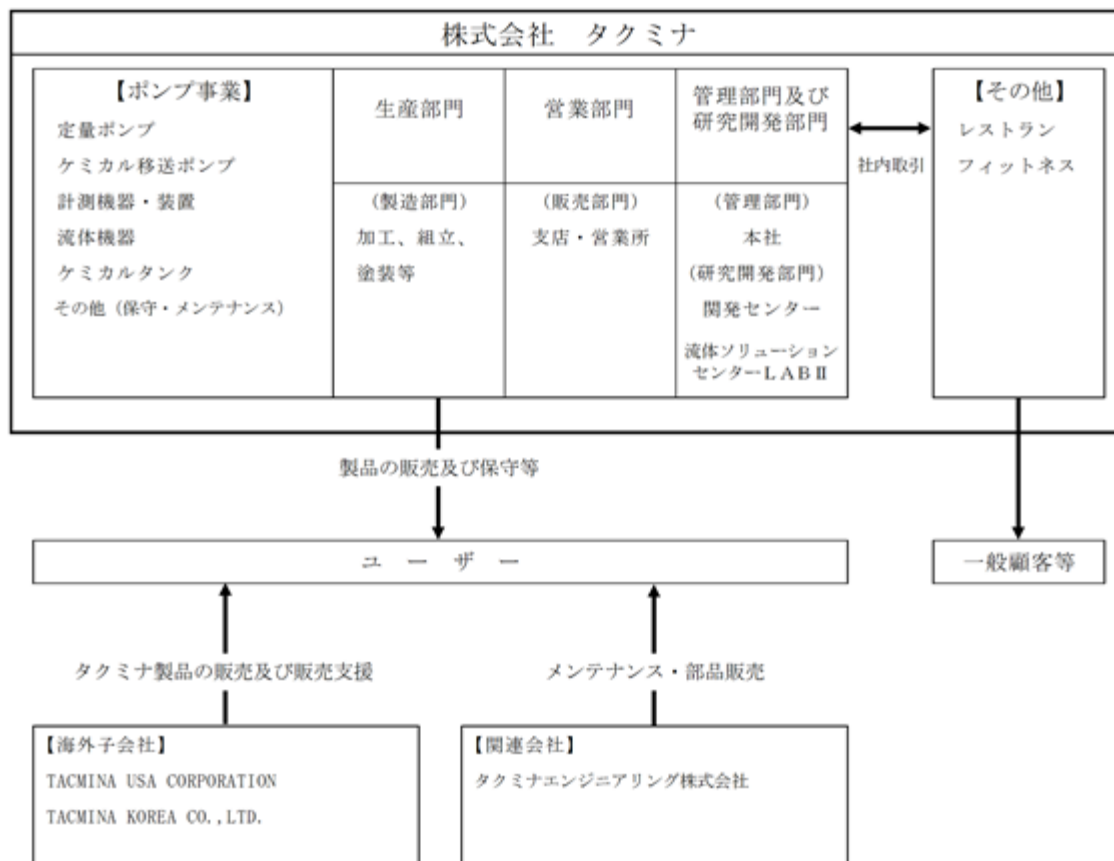 株式会社　タクミナ
【ポンプ事業】
定量ポンプ
ケミカル移送ポンプ
計測機器・装置
流体機器
ケミカルタンク
その他（保守・メンテナンス）
生産部門
（製造部門）
加工、組立、
塗装等
営業部門
（販売部門）
支店・営業所
管理部門及び
研究開発部門
（管理部門）
本社
（研究開発部門）
開発センター
流体ソリューション
センターＬＡＢⅡ
社内取引
【その他】
レストラン
フィットネス
製品の販売及び保守等
ユ　ー　ザ　ー
一般顧客等
タクミナ製品の販売及び販売支援
メンテナンス・部品販売
【海外子会社】
TACMINA USA CORPORATION
TACMINA KOREA CO.,LTD.
【関連会社】
タクミナエンジニアリング株式会社